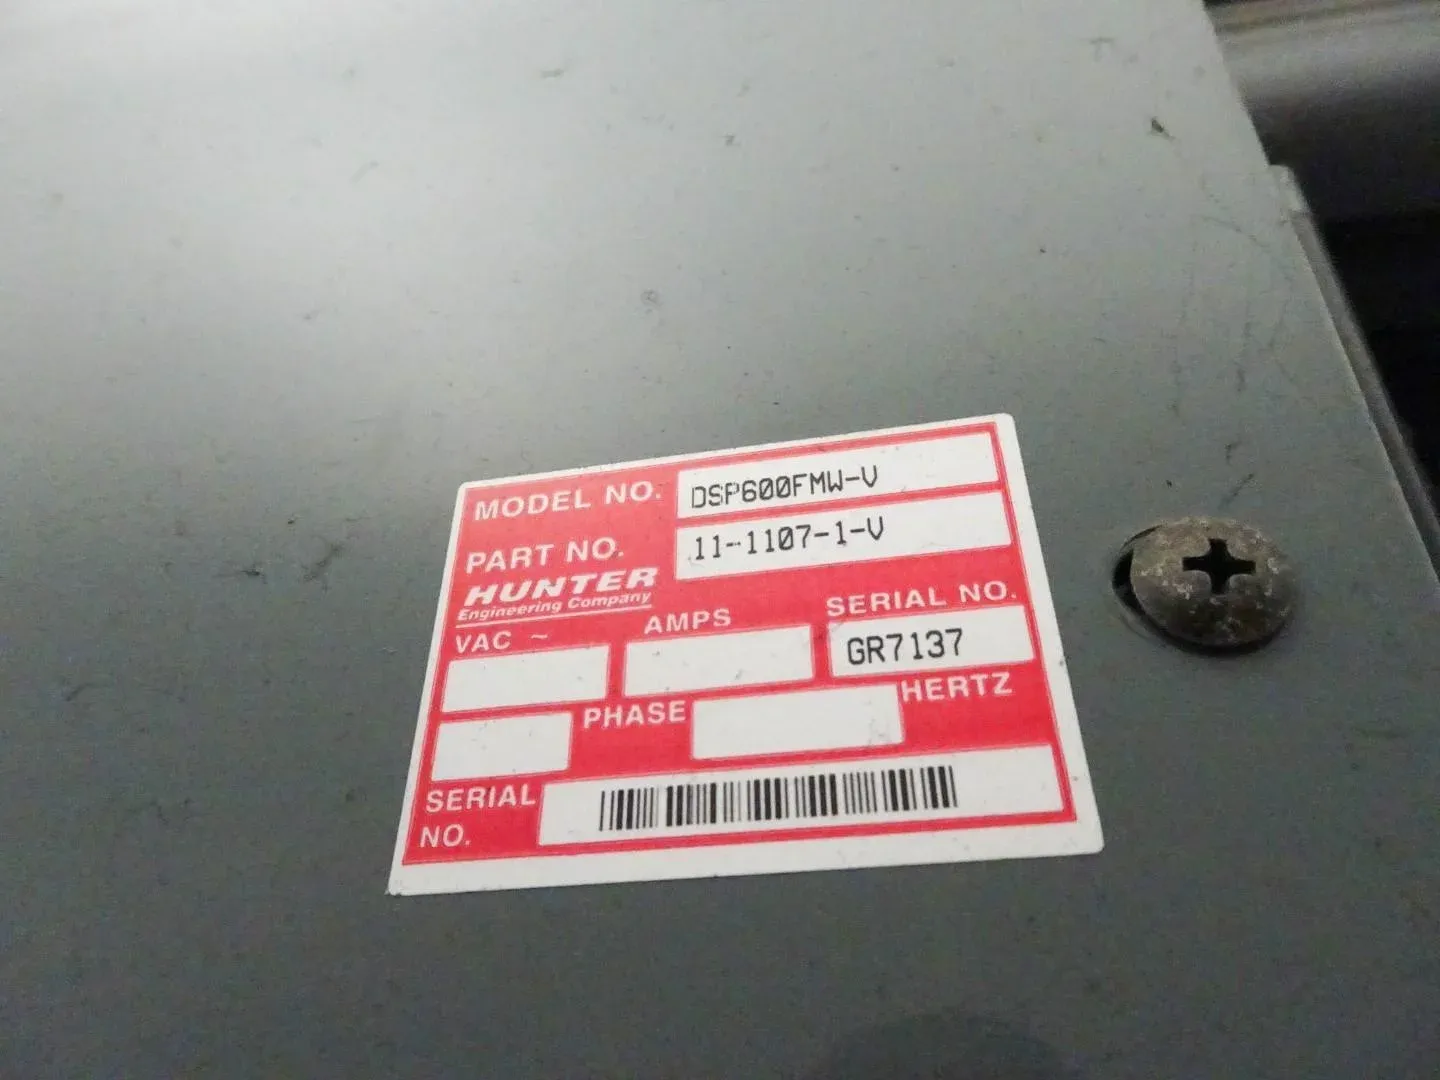 MODEL NO. DSP600FMW-V
PART NO. 11-1107-1-V
HUNTER
Engineering Company
VAC ~ AMPS SERIAL NO.
GR7137
PHASE HERTZ
SERIAL
NO.